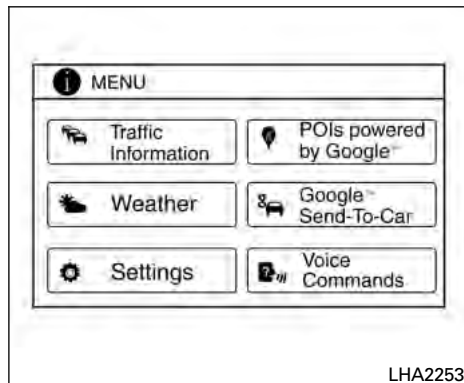 MENU
Traffic
Information
POIs powered
by Google™
Weather
Google™
Send-To-Car
Settings
Voice
Commands
LHA2253